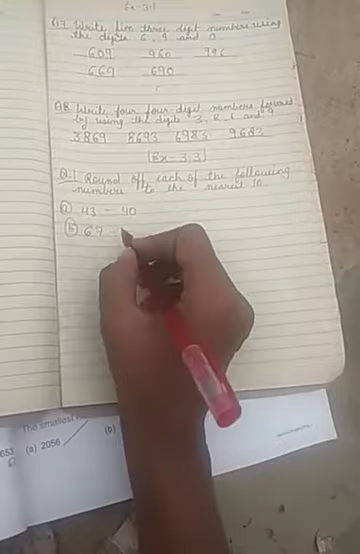 Ex-3.1
Q7 Write five three digit numbers using
the digits 6, 9 and 0
609 960 996
669 690
Q8 Write four four digit numbers formed
by using the digits 3, 8, 6 and 9
3869 8693 6983 9683
Ex-3.3
Q.1 Round off each of the following
numbers to the nearest 10.
(a) 43 - 40
(b) 67 -
The smallest
653 (a) 2056 (b)